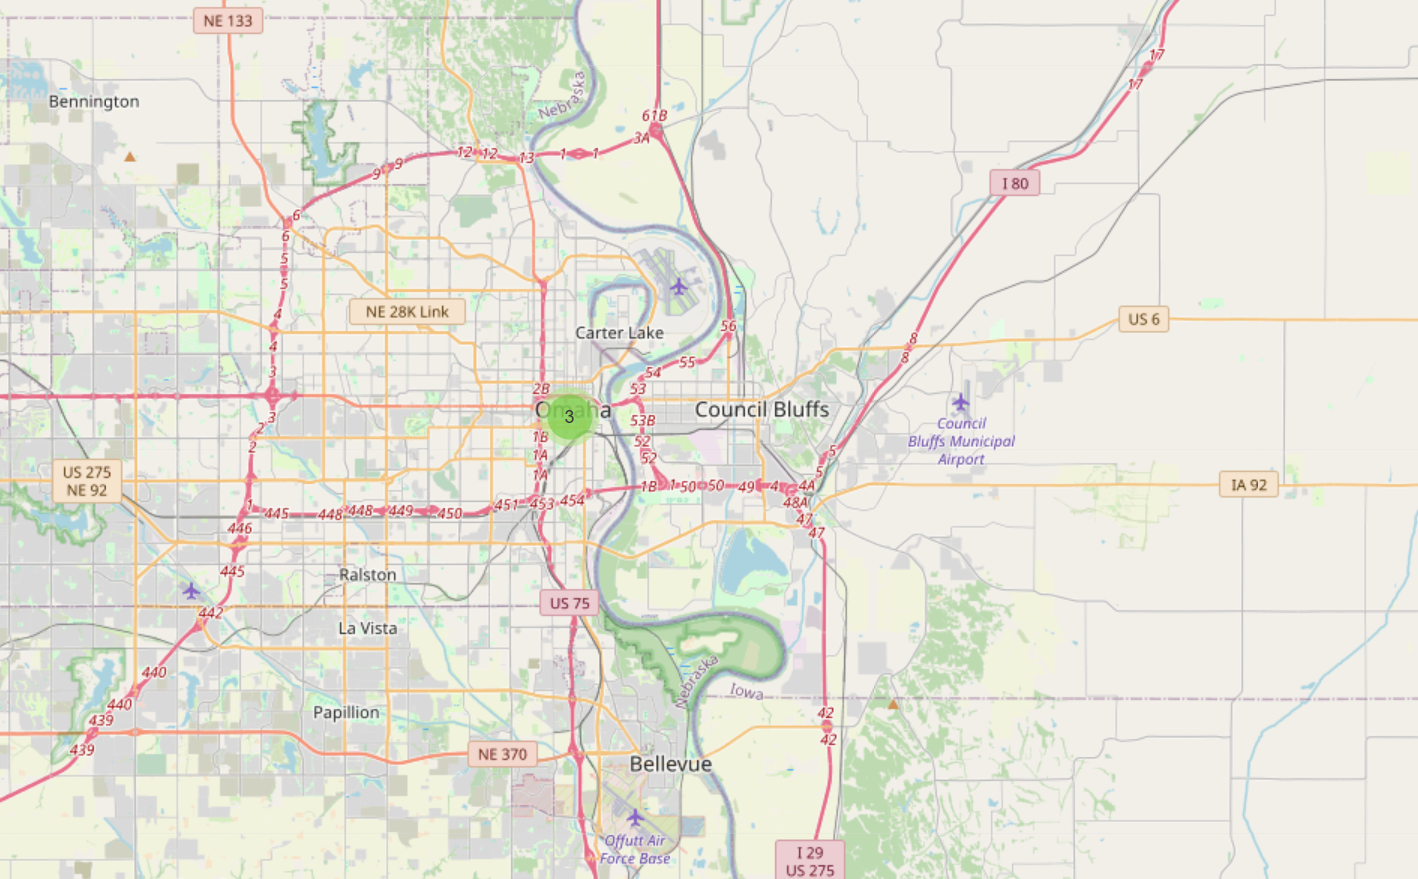 NE 133
17
17
Bennington
Nebraska
61B
3A
12
12
13
1
1
9
9
I 80
6
6
5
5
4
4
3
3
2
2
1
NE 28K Link
Carter Lake
US 6
56
55
54
53
8
8
2B
Omaha
3
Council Bluffs
53B
52
52
1B
1A
1A
Council
Bluffs Municipal
Airport
5
5
US 275
NE 92
IA 92
1B
1
50
50
49
4
4A
48A
47
47
445
448
448
449
450
451
453
454
446
445
Ralston
US 75
442
La Vista
Nebraska
Iowa
440
440
439
439
Papillion
42
42
NE 370
Bellevue
Offutt Air
Force Base
I 29
US 275